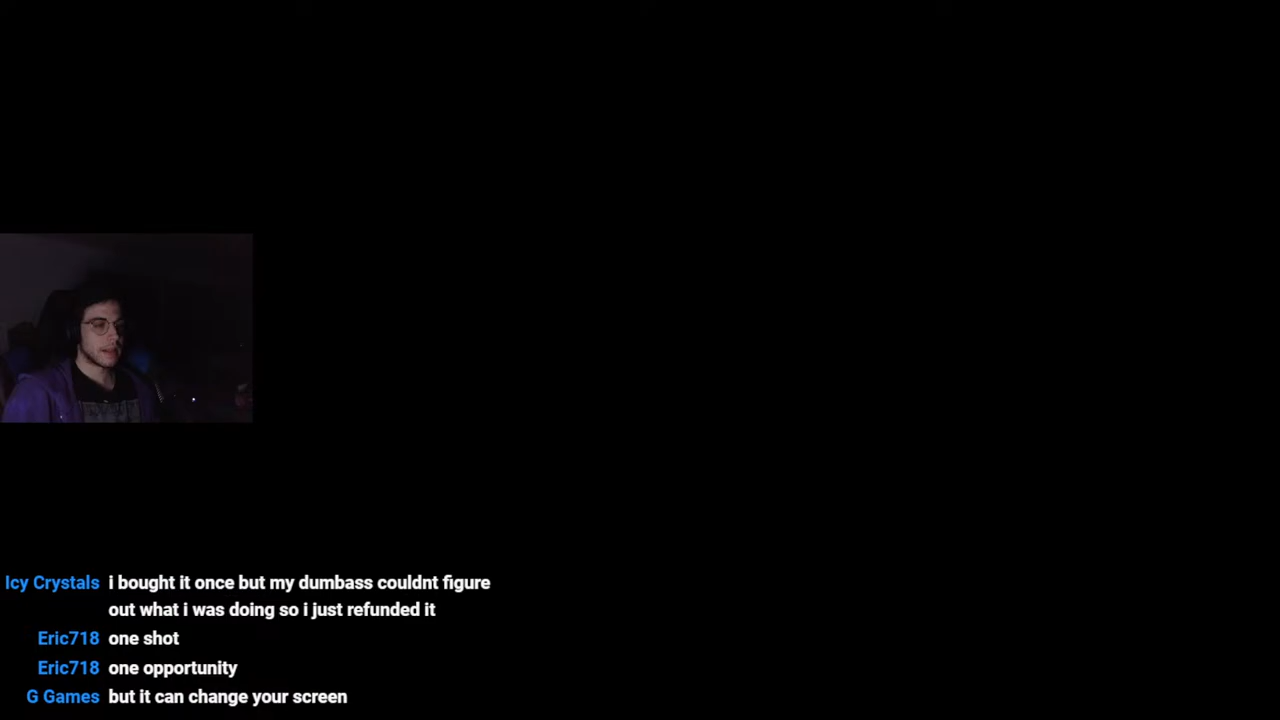 Icy Crystals i bought it once but my dumbass couldnt figure
out what i was doing so i just refunded it
Eric718 one shot
Eric718 one opportunity
G Games but it can change your screen